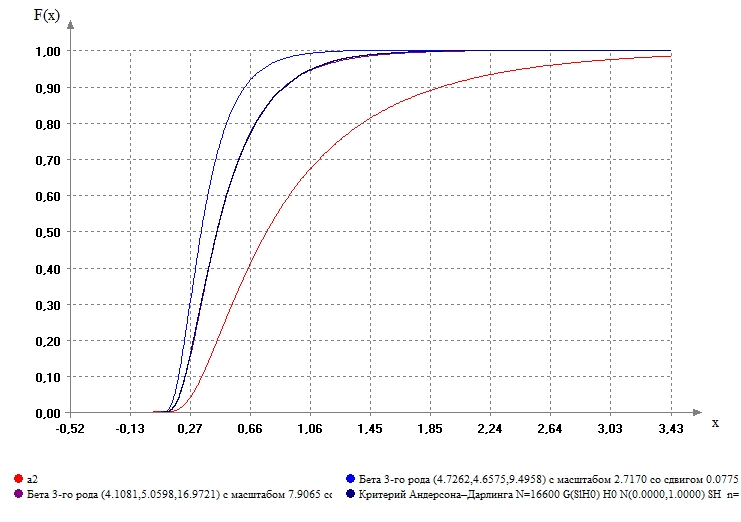 F(x)
1,00
0,90
0,80
0,70
0,60
0,50
0,40
0,30
0,20
0,10
0,00
-0,52 -0,13 0,27 0,66 1,06 1,45 1,85 2,24 2,64 3,03 3,43 x
a2 Бета 3-го рода (4.7262,4.6575,9.4958) с масштабом 2.7170 со сдвигом 0.0775
Бета 3-го рода (4.1081,5.0598,16.9721) с масштабом 7.9065 сс Критерий Андерсона–Дарлинга N=16600 G(S|H0) H0 N(0.0000,1.0000) SH n=